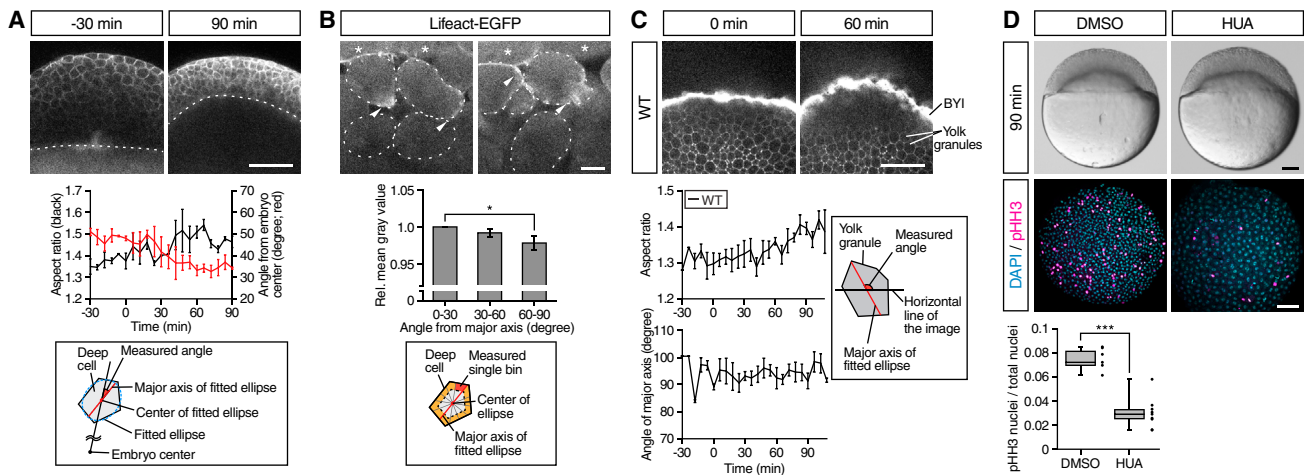 A
-30 min
90 min
Aspect ratio (black)
1.7
1.6
1.5
1.4
1.3
1.2
70
60
50
40
30
20
Angle from embryo
center (degree; red)
-30
0
30
60
90
Time (min)
Deep
cell
Measured angle
Major axis of fitted ellipse
Center of fitted ellipse
Fitted ellipse
Embryo center
B
Lifeact-EGFP
*
*
*
*
Rel. mean gray value
1.05
1.00
0.95
0
*
0-30
30-60
60-90
Angle from major axis (degree)
Deep
cell
Measured
single bin
Center of
ellipse
Major axis
of fitted ellipse
C
0 min
60 min
WT
BYI
Yolk
granules
Aspect ratio
1.5
1.4
1.3
1.2
WT
Angle of major axis (degree)
110
100
90
80
70
-30
0
30
60
90
Time (min)
Yolk
granule
Measured
angle
Horizontal
line of
the image
Major axis of
fitted ellipse
D
DMSO
HUA
90 min
DAPI / pHH3
pHH3 nuclei / total nuclei
0.1
0.08
0.06
0.04
0.02
0
***
DMSO
HUA